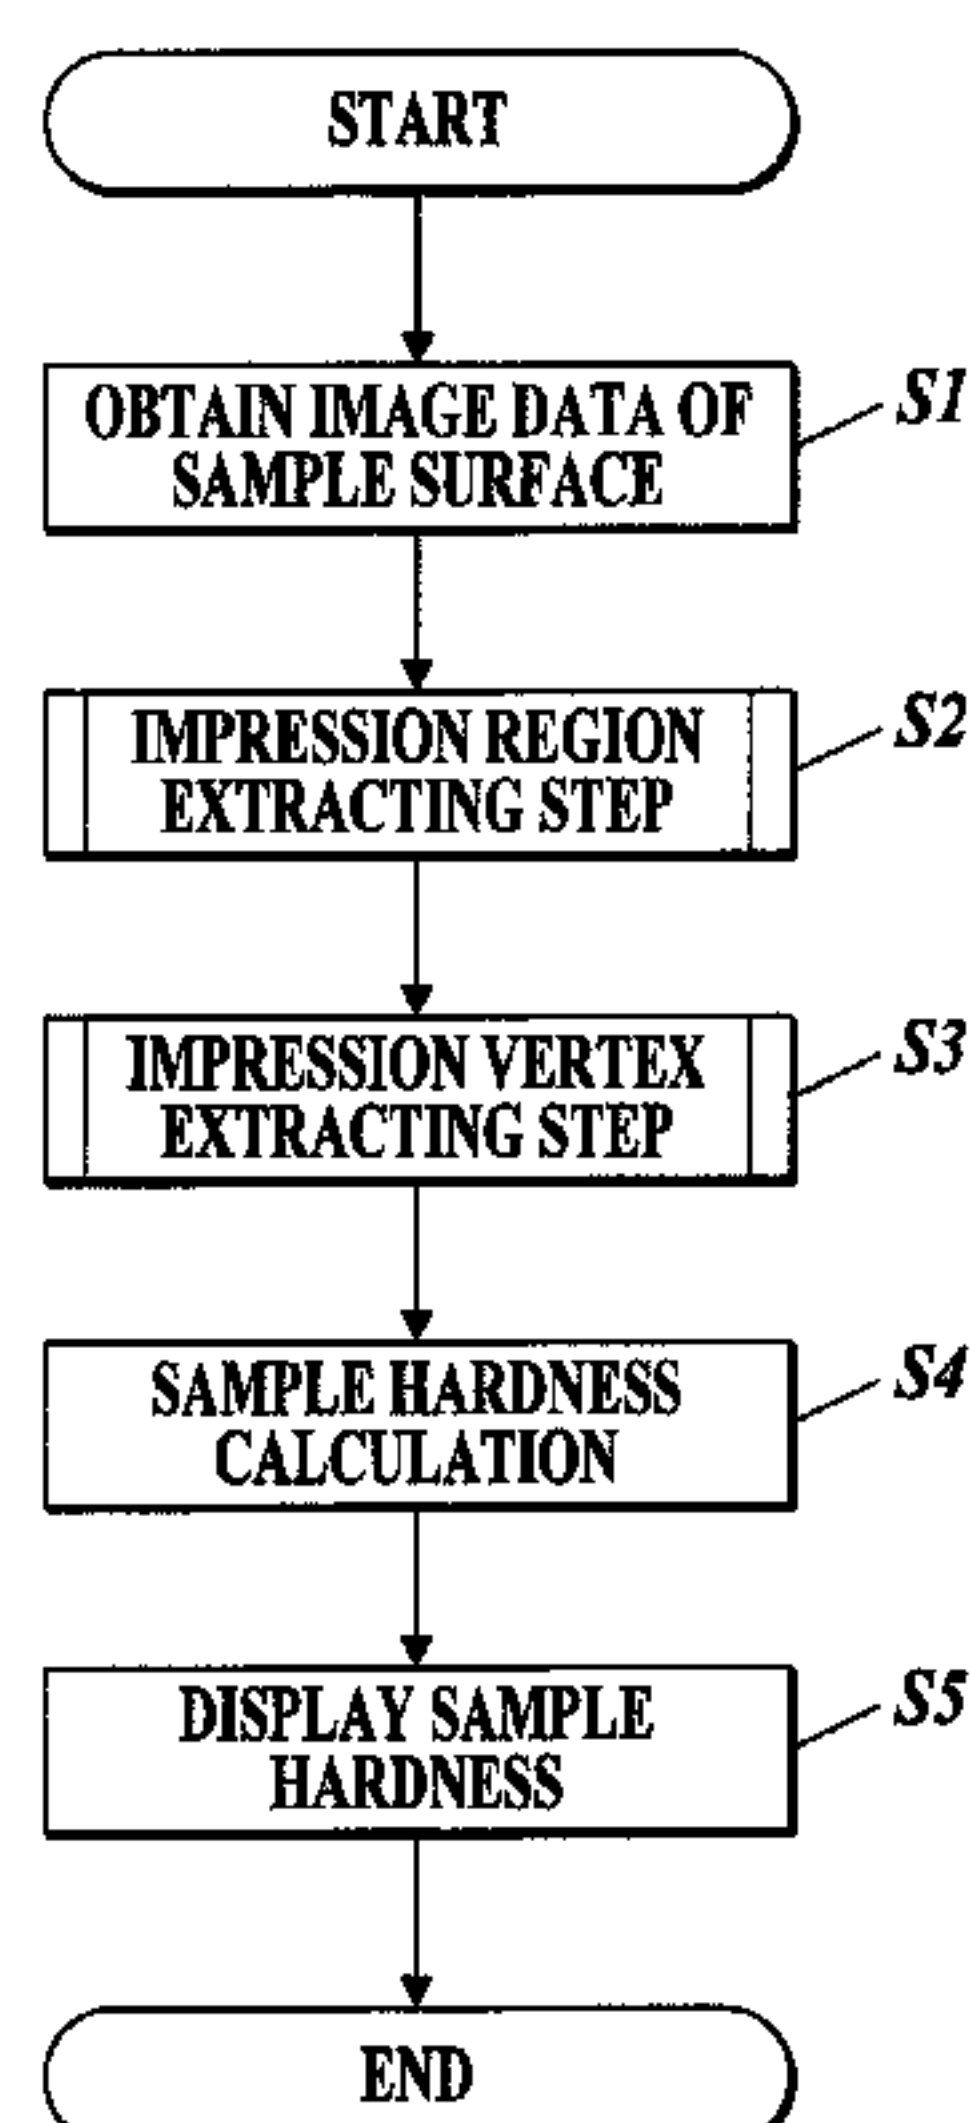 START
OBTAIN IMAGE DATA OF
SAMPLE SURFACE
S1
IMPRESSION REGION
EXTRACTING STEP
S2
IMPRESSION VERTEX
EXTRACTING STEP
S3
SAMPLE HARDNESS
CALCULATION
S4
DISPLAY SAMPLE
HARDNESS
S5
END